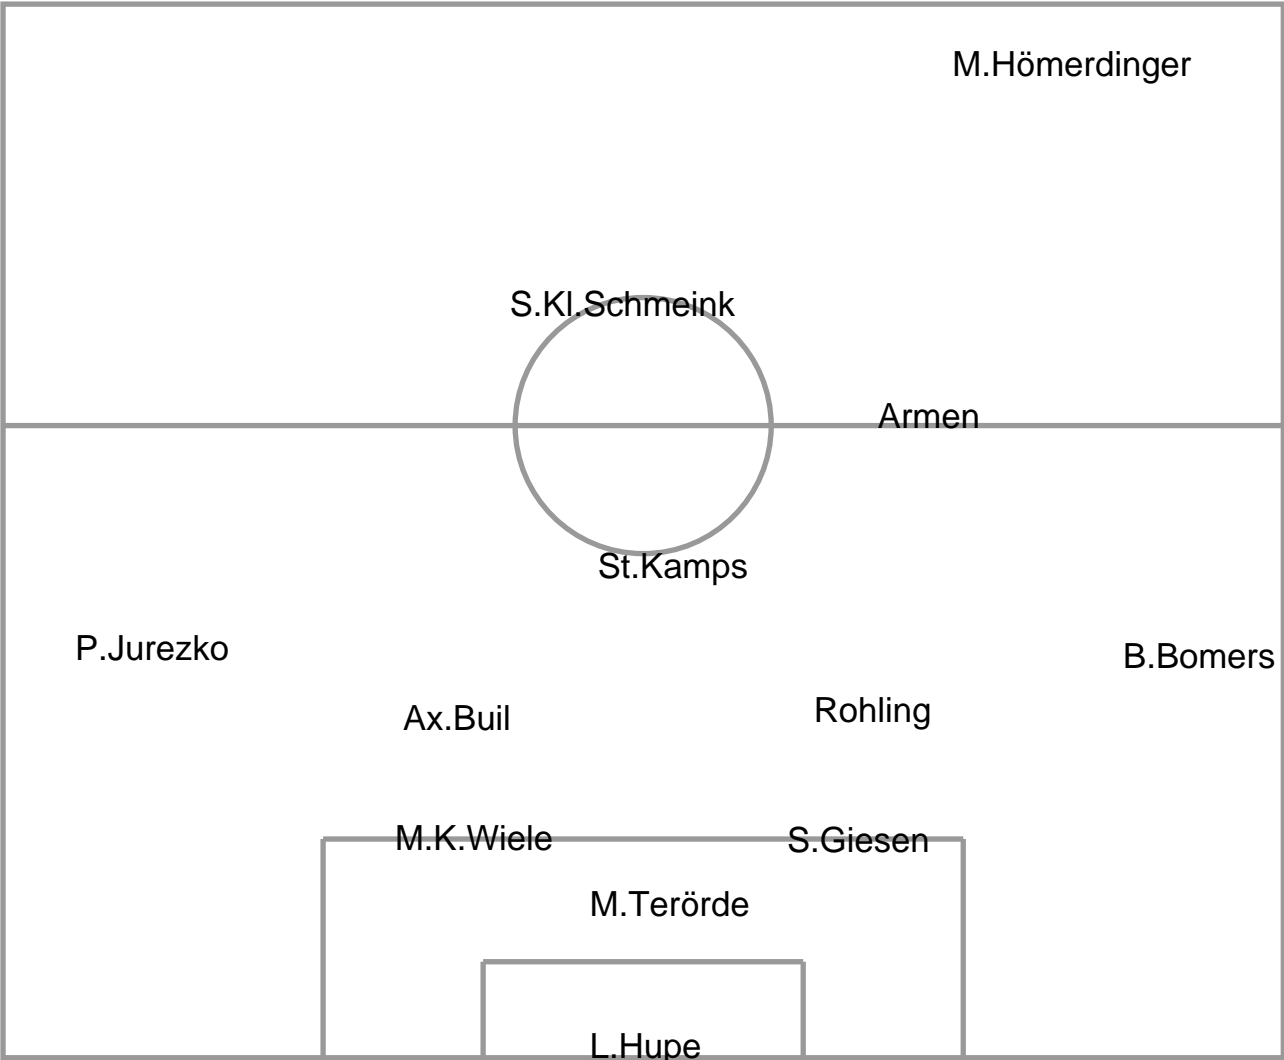 M.Hömerdinger
S.Kl.Schmeink
Armen
St.Kamps
P.Jurezko
B.Bomers
Rohling
Ax.Buil
M.K.Wiele
S.Giesen
M.Terörde
L.Hupe